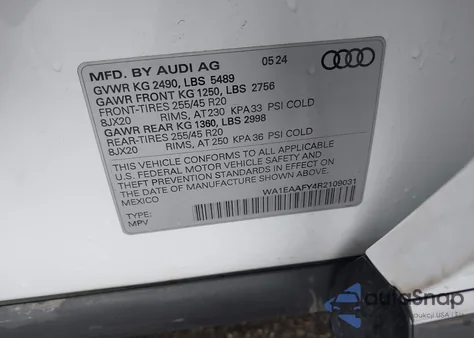 MFD. BY AUDI AG 05 24
GVWR KG 2490, LBS 5489
GAWR FRONT KG 1250, LBS 2756
FRONT-TIRES 255/45 R20
8JX20 RIMS, AT 230 KPA 33 PSI COLD
GAWR REAR KG 1360, LBS 2998
REAR-TIRES 255/45 R20
8JX20 RIMS, AT 250 KPA 36 PSI COLD
THIS VEHICLE CONFORMS TO ALL APPLICABLE
U.S. FEDERAL MOTOR VEHICLE SAFETY
STANDARDS IN EFFECT ON THE DATE OF
MANUFACTURE SHOWN ABOVE. MADE IN
MEXICO
WA1EAAFY4R2109031
TYPE:
MPV
autoSnap